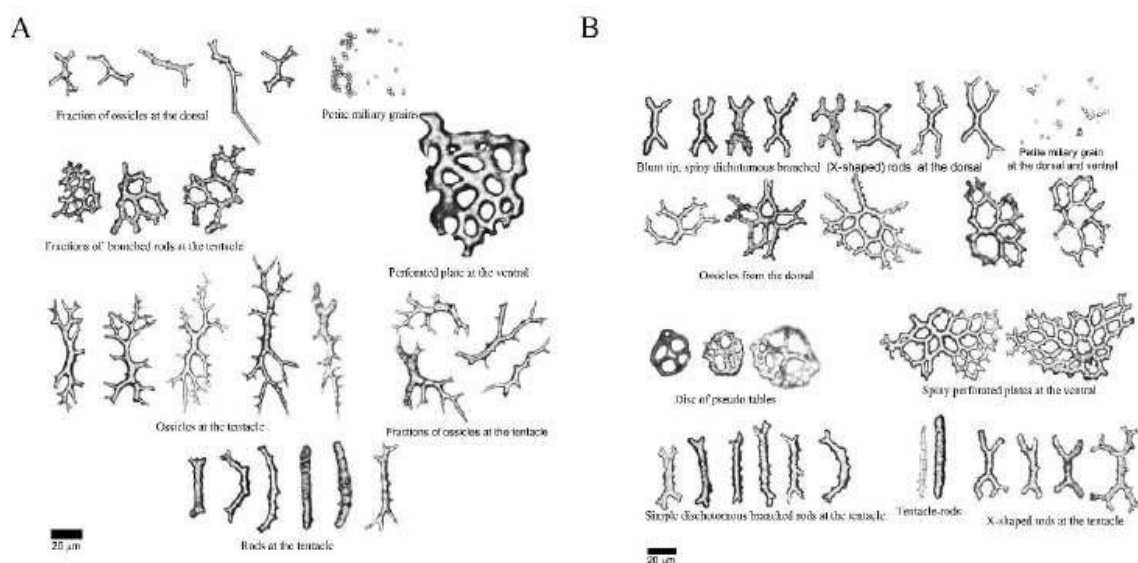 A
Fraction of ossicles at the dorsal
Petite miliary grains
Fractions of branched rods at the tentacle
Perforated plate at the ventral
Ossicles at the tentacle
Fractions of ossicles at the tentacle
Rods at the tentacle
20 µm
B
Blunt tip, spiny dichotomous branched (X-shaped) rods at the dorsal
Petite miliary grain
at the dorsal and ventral
Ossicles from the dorsal
Disc of pseudo tables
Spiny perforated plates at the ventral
Simple dischotomous branched rods at the tentacle
Tentacle-rods
X-shaped rods at the tentacle
20 µm